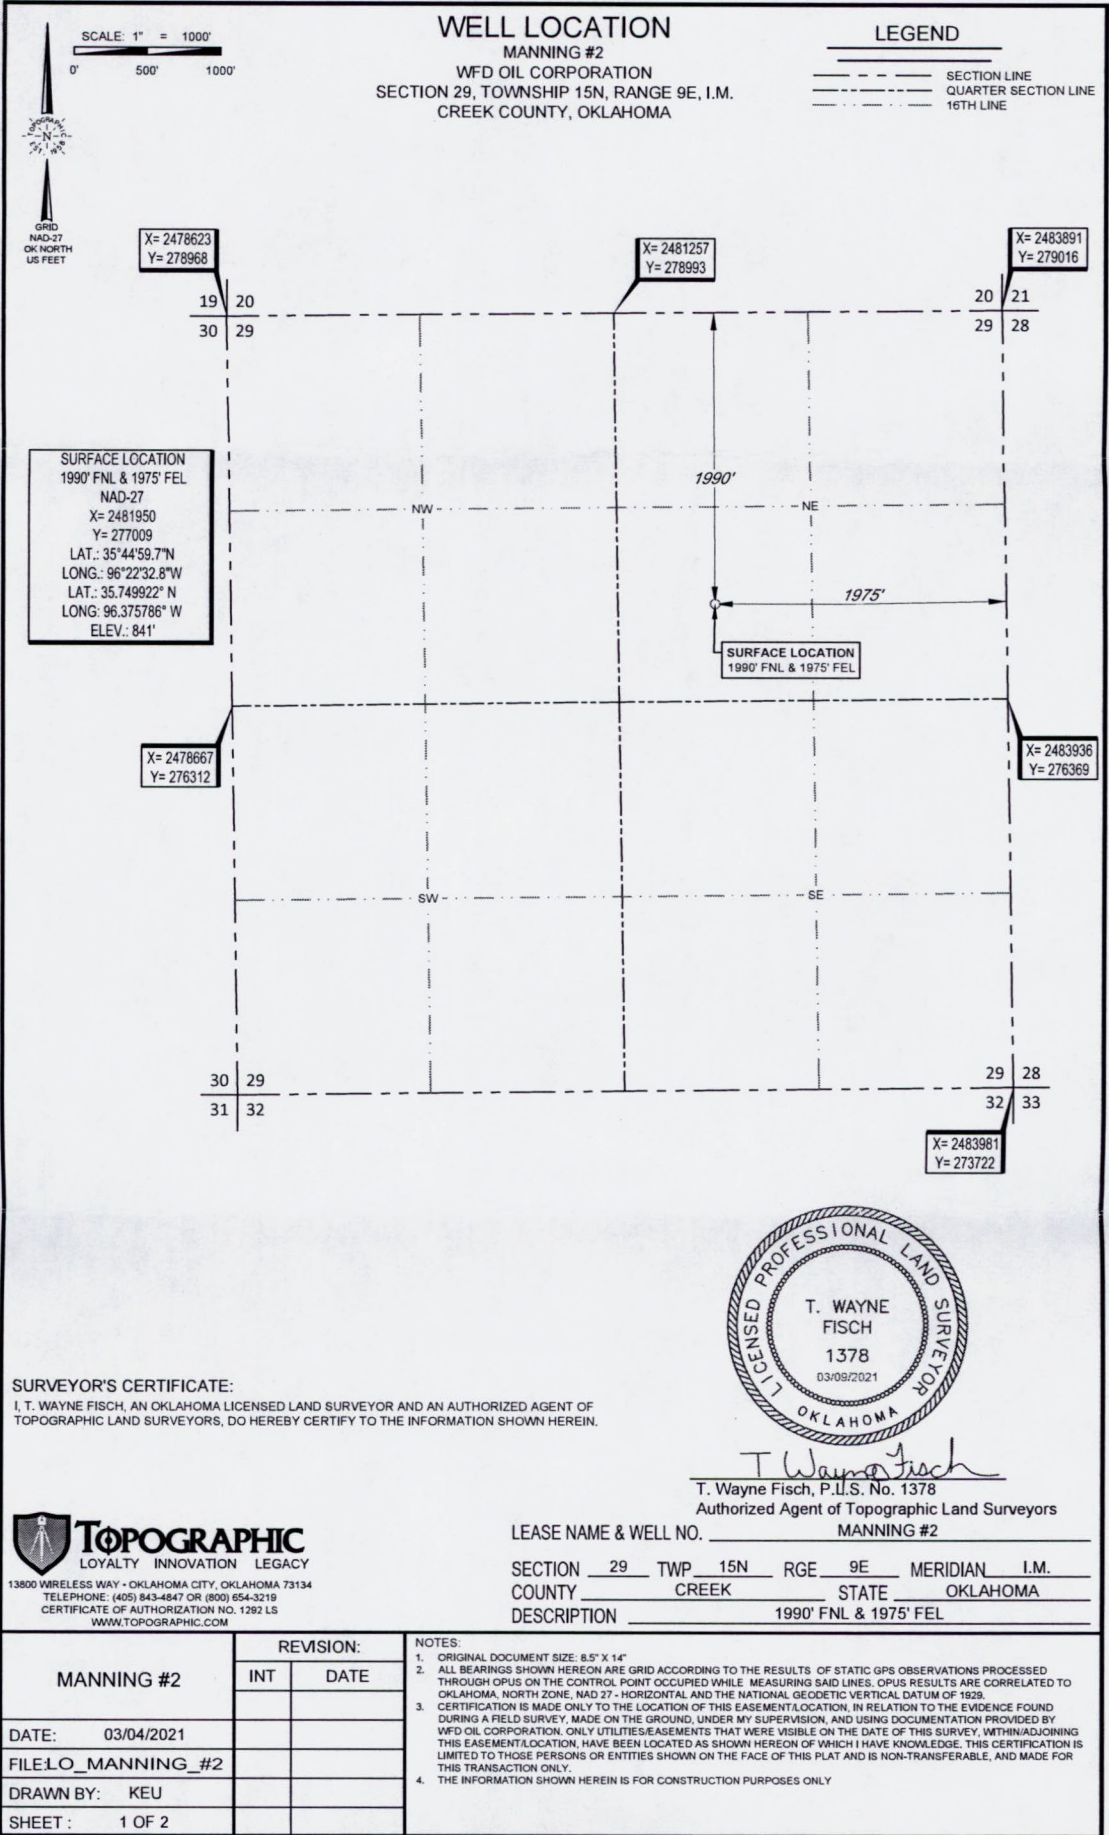 WELL LOCATION
MANNING #2
WFD OIL CORPORATION
SECTION 29, TOWNSHIP 15N, RANGE 9E, I.M.
CREEK COUNTY, OKLAHOMA
SCALE: 1" = 1000'
0' 500' 1000'
LEGEND
SECTION LINE
QUARTER SECTION LINE
16TH LINE
TOPOGRAPHIC
N
EST. 1958
GRID
NAD-27
OK NORTH
US FEET
X= 2478623
Y= 278968
X= 2481257
Y= 278993
X= 2483891
Y= 279016
19 20
30 29
20 21
29 28
SURFACE LOCATION
1990' FNL & 1975' FEL
NAD-27
X= 2481950
Y= 277009
LAT.: 35°44'59.7"N
LONG.: 96°22'32.8"W
LAT.: 35.749922° N
LONG: 96.375786° W
ELEV.: 841'
1990'
NW
NE
1975'
SURFACE LOCATION
1990' FNL & 1975' FEL
X= 2478667
Y= 276312
X= 2483936
Y= 276369
SW
SE
30 29
31 32
29 28
32 33
X= 2483981
Y= 273722
LICENSED PROFESSIONAL LAND SURVEYOR
T. WAYNE
FISCH
1378
03/09/2021
OKLAHOMA
SURVEYOR'S CERTIFICATE:
I, T. WAYNE FISCH, AN OKLAHOMA LICENSED LAND SURVEYOR AND AN AUTHORIZED AGENT OF
TOPOGRAPHIC LAND SURVEYORS, DO HEREBY CERTIFY TO THE INFORMATION SHOWN HEREIN.
T Wayne Fisch
T. Wayne Fisch, P.L.S. No. 1378
Authorized Agent of Topographic Land Surveyors
TOPOGRAPHIC
LOYALTY INNOVATION LEGACY
13800 WIRELESS WAY • OKLAHOMA CITY, OKLAHOMA 73134
TELEPHONE: (405) 843-4847 OR (800) 654-3219
CERTIFICATE OF AUTHORIZATION NO. 1292 LS
WWW.TOPOGRAPHIC.COM
LEASE NAME & WELL NO. MANNING #2
SECTION 29 TWP 15N RGE 9E MERIDIAN I.M.
COUNTY CREEK STATE OKLAHOMA
DESCRIPTION 1990' FNL & 1975' FEL
MANNING #2
REVISION:
INT DATE
DATE: 03/04/2021
FILE:LO_MANNING_#2
DRAWN BY: KEU
SHEET : 1 OF 2
NOTES:
1. ORIGINAL DOCUMENT SIZE: 8.5" X 14"
2. ALL BEARINGS SHOWN HEREON ARE GRID ACCORDING TO THE RESULTS OF STATIC GPS OBSERVATIONS PROCESSED
THROUGH OPUS ON THE CONTROL POINT OCCUPIED WHILE MEASURING SAID LINES. OPUS RESULTS ARE CORRELATED TO
OKLAHOMA, NORTH ZONE, NAD 27 - HORIZONTAL AND THE NATIONAL GEODETIC VERTICAL DATUM OF 1929.
3. CERTIFICATION IS MADE ONLY TO THE LOCATION OF THIS EASEMENT/LOCATION, IN RELATION TO THE EVIDENCE FOUND
DURING A FIELD SURVEY, MADE ON THE GROUND, UNDER MY SUPERVISION, AND USING DOCUMENTATION PROVIDED BY
WFD OIL CORPORATION. ONLY UTILITIES/EASEMENTS THAT WERE VISIBLE ON THE DATE OF THIS SURVEY, WITHIN/ADJOINING
THIS EASEMENT/LOCATION, HAVE BEEN LOCATED AS SHOWN HEREON OF WHICH I HAVE KNOWLEDGE. THIS CERTIFICATION IS
LIMITED TO THOSE PERSONS OR ENTITIES SHOWN ON THE FACE OF THIS PLAT AND IS NON-TRANSFERABLE, AND MADE FOR
THIS TRANSACTION ONLY.
4. THE INFORMATION SHOWN HEREIN IS FOR CONSTRUCTION PURPOSES ONLY